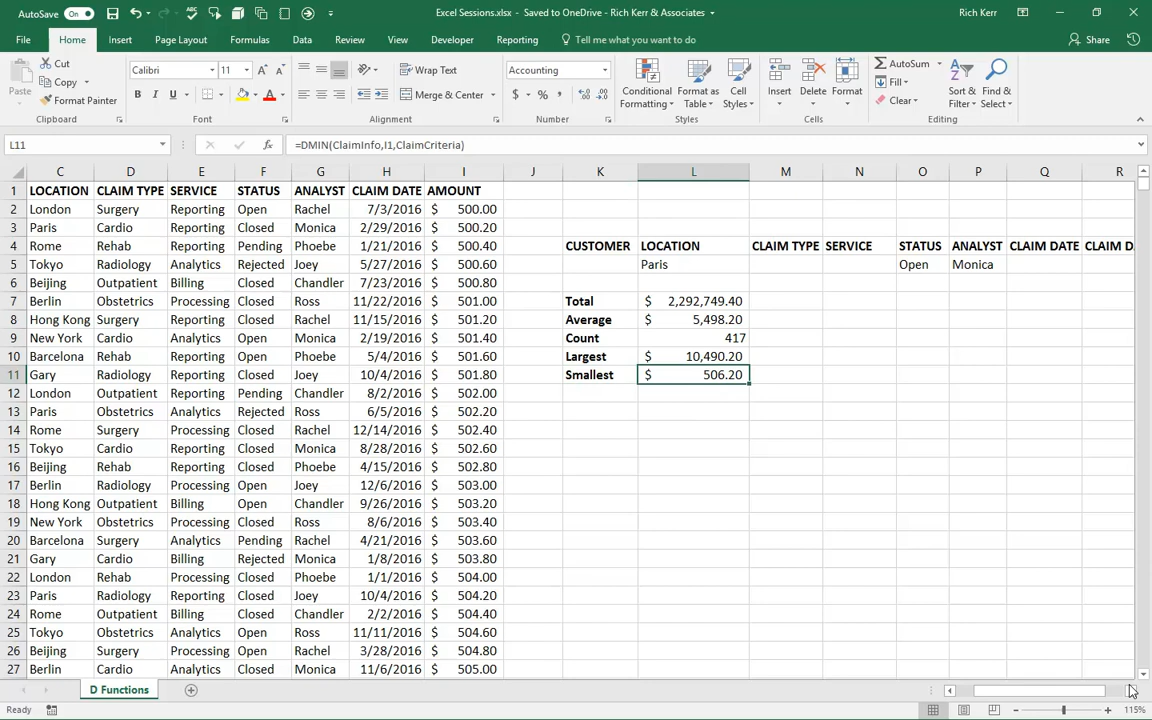 AutoSave On Excel Sessions.xlsx - Saved to OneDrive - Rich Kerr & Associates Rich Kerr
File Home Insert Page Layout Formulas Data Review View Developer Reporting Tell me what you want to do Share
Paste Cut Copy Format Painter Clipboard
Calibri 11 A A B I U A Font
Wrap Text Merge & Center Alignment
Accounting $ % , Number
Conditional Formatting Format as Table Cell Styles Styles
Insert Delete Format Cells
AutoSum Fill Clear Sort & Filter Find & Select Editing
L11 fx =DMIN(ClaimInfo,I1,ClaimCriteria)
C D E F G H I J K L M N O P Q R
1 LOCATION CLAIM TYPE SERVICE STATUS ANALYST CLAIM DATE AMOUNT
2 London Surgery Reporting Open Rachel 7/3/2016 $ 500.00
3 Paris Cardio Reporting Closed Monica 2/29/2016 $ 500.20
4 Rome Rehab Reporting Pending Phoebe 1/21/2016 $ 500.40 CUSTOMER LOCATION CLAIM TYPE SERVICE STATUS ANALYST CLAIM DATE CLAIM D
5 Tokyo Radiology Analytics Rejected Joey 5/27/2016 $ 500.60 Paris Open Monica
6 Beijing Outpatient Billing Closed Chandler 7/23/2016 $ 500.80
7 Berlin Obstetrics Processing Closed Ross 11/22/2016 $ 501.00 Total $ 2,292,749.40
8 Hong Kong Surgery Reporting Closed Rachel 11/15/2016 $ 501.20 Average $ 5,498.20
9 New York Cardio Analytics Open Monica 2/19/2016 $ 501.40 Count 417
10 Barcelona Rehab Reporting Open Phoebe 5/4/2016 $ 501.60 Largest $ 10,490.20
11 Gary Radiology Reporting Closed Joey 10/4/2016 $ 501.80 Smallest $ 506.20
12 London Outpatient Reporting Pending Chandler 8/2/2016 $ 502.00
13 Paris Obstetrics Analytics Rejected Ross 6/5/2016 $ 502.20
14 Rome Surgery Processing Closed Rachel 12/14/2016 $ 502.40
15 Tokyo Cardio Reporting Closed Monica 8/28/2016 $ 502.60
16 Beijing Rehab Reporting Closed Phoebe 4/15/2016 $ 502.80
17 Berlin Radiology Processing Open Joey 12/6/2016 $ 503.00
18 Hong Kong Outpatient Billing Open Chandler 9/26/2016 $ 503.20
19 New York Obstetrics Processing Closed Ross 8/6/2016 $ 503.40
20 Barcelona Surgery Analytics Pending Rachel 4/21/2016 $ 503.60
21 Gary Cardio Billing Rejected Monica 1/8/2016 $ 503.80
22 London Rehab Processing Closed Phoebe 1/1/2016 $ 504.00
23 Paris Radiology Reporting Closed Joey 10/4/2016 $ 504.20
24 Rome Outpatient Billing Closed Chandler 2/2/2016 $ 504.40
25 Tokyo Obstetrics Analytics Open Ross 11/11/2016 $ 504.60
26 Beijing Surgery Processing Open Rachel 3/28/2016 $ 504.80
27 Berlin Cardio Analytics Closed Monica 11/6/2016 $ 505.00
D Functions
Ready 115%